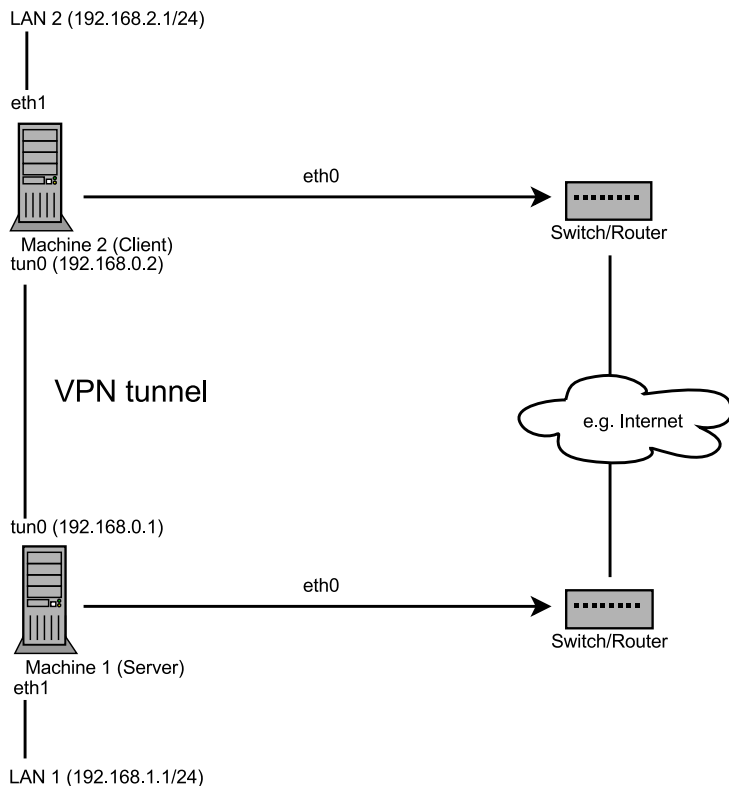 LAN 2 (192.168.2.1/24)
eth1
eth0
Switch/Router
Machine 2 (Client)
tun0 (192.168.0.2)
VPN tunnel
e.g. Internet
tun0 (192.168.0.1)
eth0
Switch/Router
Machine 1 (Server)
eth1
LAN 1 (192.168.1.1/24)